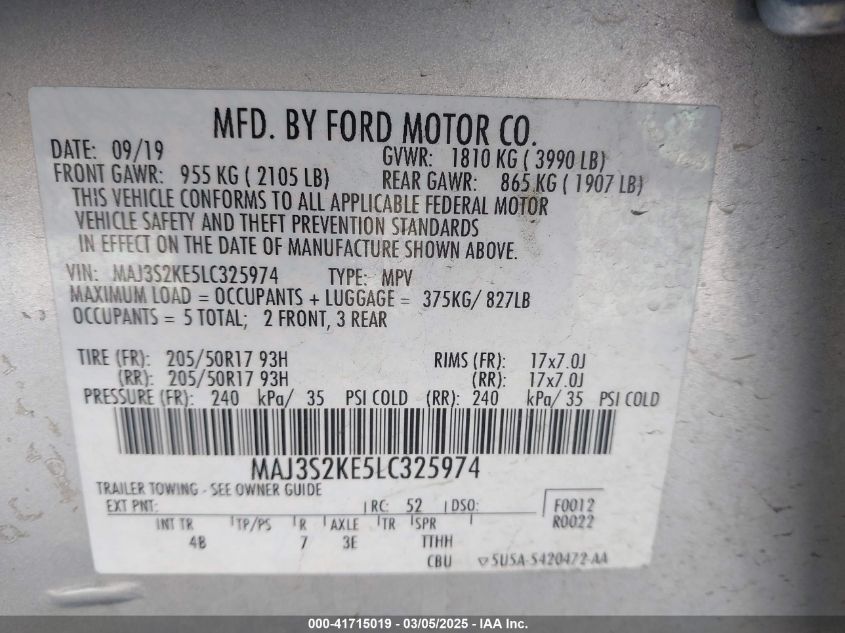 MFD. BY FORD MOTOR CO.
DATE: 09/19 GVWR: 1810 KG ( 3990 LB)
FRONT GAWR: 955 KG ( 2105 LB) REAR GAWR: 865 KG ( 1907 LB)
THIS VEHICLE CONFORMS TO ALL APPLICABLE FEDERAL MOTOR
VEHICLE SAFETY AND THEFT PREVENTION STANDARDS
IN EFFECT ON THE DATE OF MANUFACTURE SHOWN ABOVE.
VIN: MAJ3S2KE5LC325974 TYPE: MPV
MAXIMUM LOAD = OCCUPANTS + LUGGAGE = 375KG/ 827LB
OCCUPANTS = 5 TOTAL; 2 FRONT, 3 REAR
TIRE (FR): 205/50R17 93H RIMS (FR): 17x7.0J
(RR): 205/50R17 93H (RR): 17x7.0J
PRESSURE (FR): 240 kPa/ 35 PSI COLD (RR): 240 kPa/ 35 PSI COLD
MAJ3S2KE5LC325974
TRAILER TOWING - SEE OWNER GUIDE
EXT PNT: RC: 52 DSO: F0012
R0022
INT TR TP/PS R AXLE TR SPR
4B 7 3E TTHH
CBU 5U5A-5420472-AA
000-41715019 - 03/05/2025 - IAA Inc.